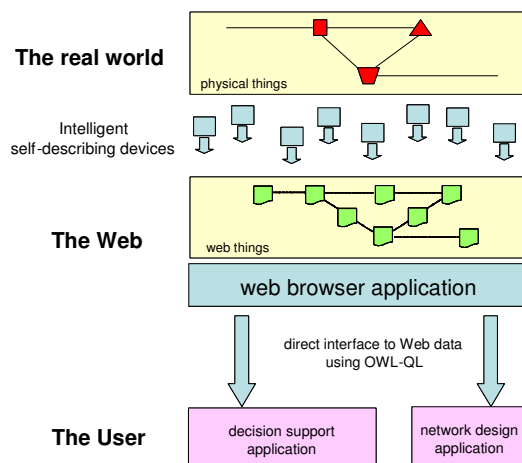 The real world
physical things
Intelligent
self-describing devices
The Web
web things
web browser application
direct interface to Web data
using OWL-QL
The User
decision support
application
network design
application